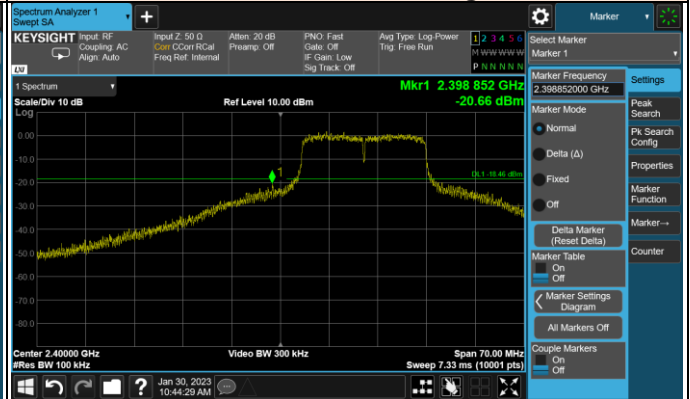 Spectrum Analyzer 1
Swept SA
Marker
KEYSIGHT
Input: RF
Coupling: AC
Align: Auto
Input Z: 50 Ω
Corr CCorr RCal
Freq Ref: Internal
Atten: 20 dB
Preamp: Off
PNO: Fast
Gate: Off
IF Gain: Low
Sig Track: Off
Avg Type: Log-Power
Trig: Free Run
1 2 3 4 5 6
M W W W W W
P N N N N N
LXI
Select Marker
Marker 1
1 Spectrum
Mkr1 2.398 852 GHz
Scale/Div 10 dB
Ref Level 10.00 dBm
-20.66 dBm
Log
0.00
-10.0
-20.0
-30.0
-40.0
-50.0
-60.0
-70.0
-80.0
1
DL1 -18.46 dBm
Center 2.40000 GHz
Video BW 300 kHz
Span 70.00 MHz
#Res BW 100 kHz
Sweep 7.33 ms (10001 pts)
Marker Frequency
2.398852000 GHz
Marker Mode
Normal
Delta (Δ)
Fixed
Off
Delta Marker
(Reset Delta)
Marker Table
On
Off
Marker Settings
Diagram
All Markers Off
Couple Markers
On
Off
Settings
Peak
Search
Pk Search
Config
Properties
Marker
Function
Marker→
Counter
?
Jan 30, 2023
10:44:29 AM